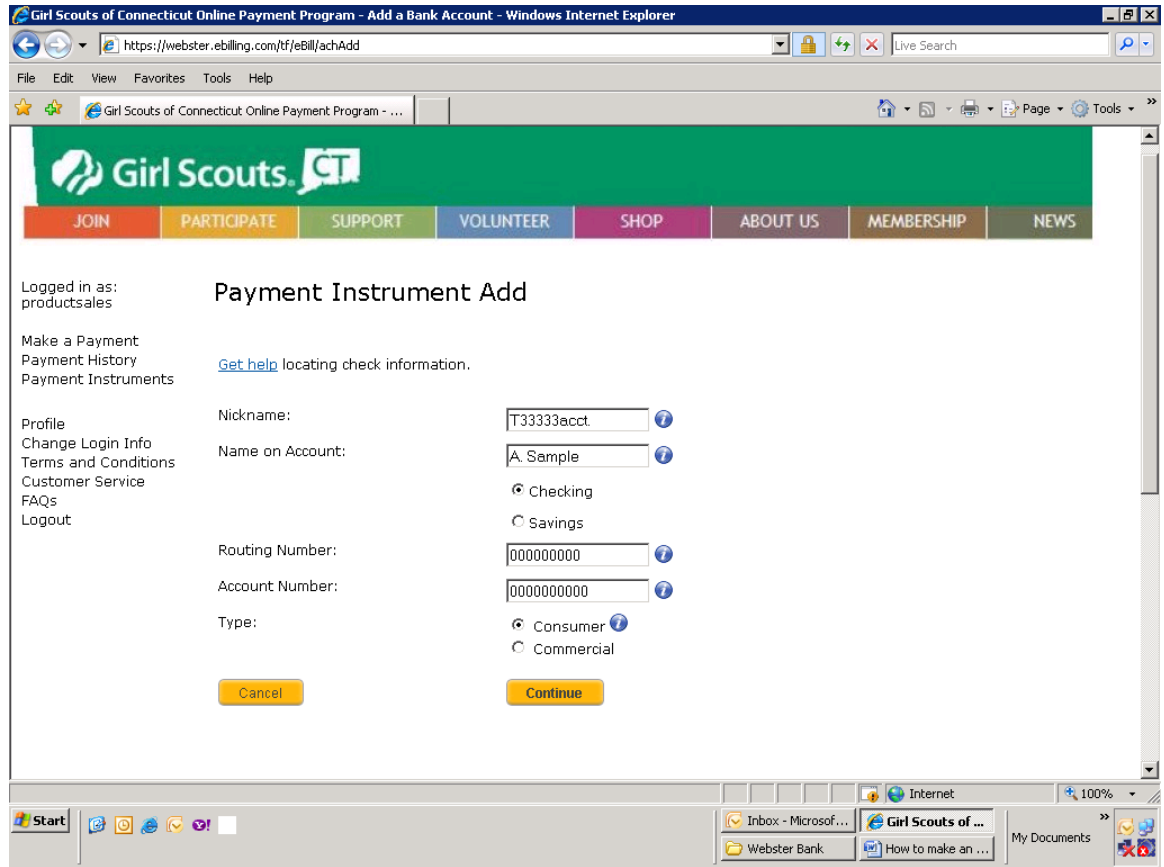 Girl Scouts of Connecticut Online Payment Program - Add a Bank Account - Windows Internet Explorer
https://webster.ebilling.com/tf/eBill/achAdd
Live Search
File Edit View Favorites Tools Help
Girl Scouts of Connecticut Online Payment Program - ...
Page Tools »
Girl Scouts. CT
JOIN PARTICIPATE SUPPORT VOLUNTEER SHOP ABOUT US MEMBERSHIP NEWS
Logged in as:
productsales
Make a Payment
Payment History
Payment Instruments
Profile
Change Login Info
Terms and Conditions
Customer Service
FAQs
Logout
Payment Instrument Add
Get help locating check information.
Nickname: T33333acct.
Name on Account: A. Sample
Checking
Savings
Routing Number: 000000000
Account Number: 0000000000
Type: Consumer
Commercial
Cancel Continue
Internet 100%
Start
Inbox - Microsof...
Girl Scouts of ...
Webster Bank
How to make an ...
My Documents »